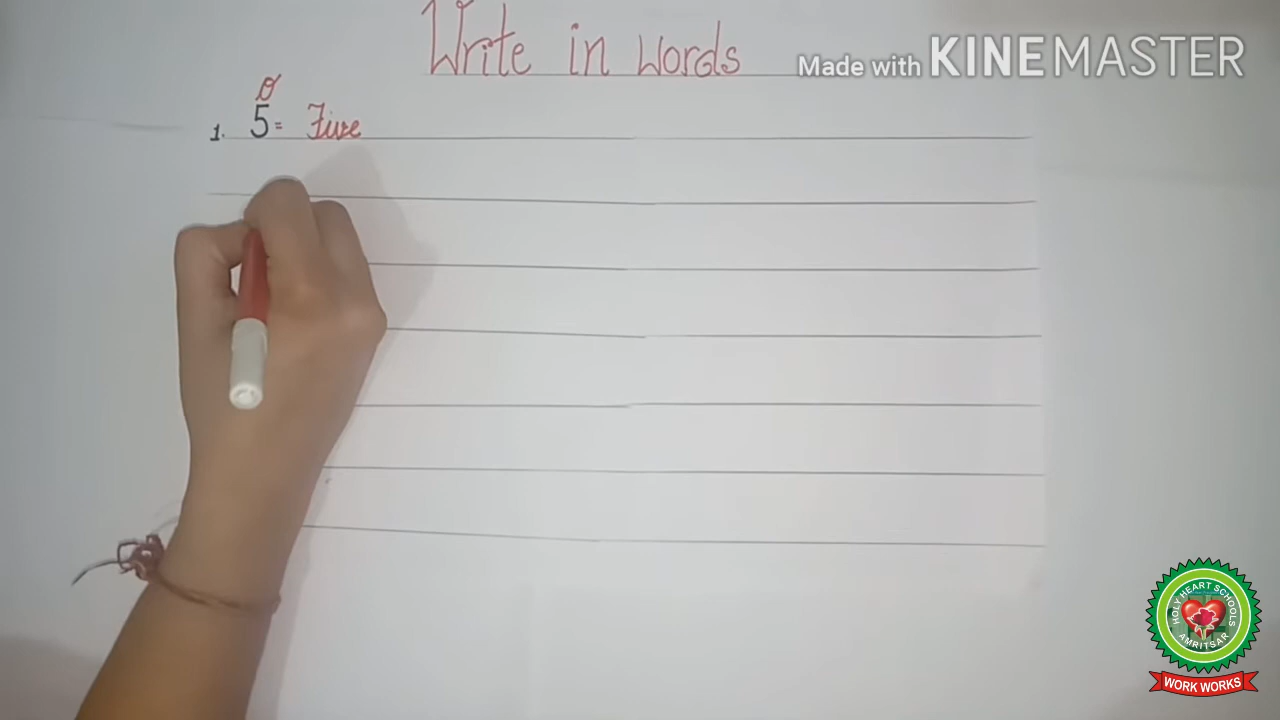 Write in words
Made with KINEMASTER
O
1. 5 = Five
HOLY HEART SCHOOLS
AMRITSAR
WORK WORKS